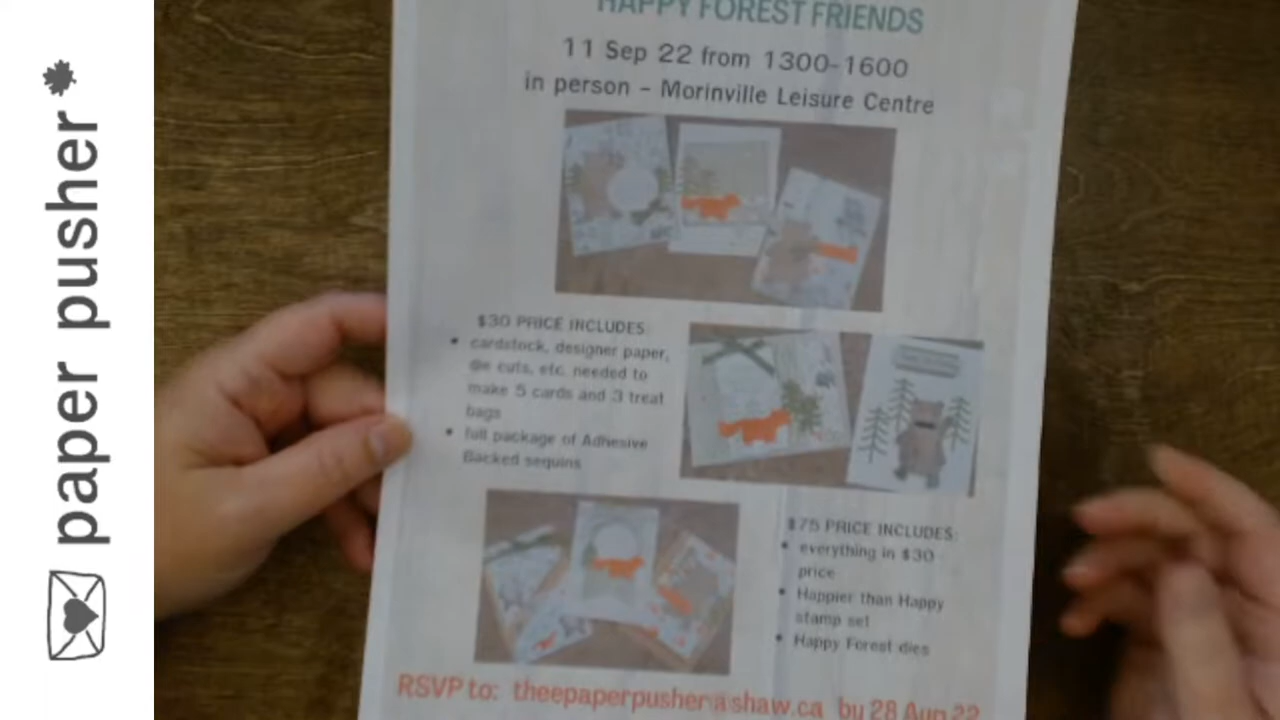 paper pusher
HAPPY FOREST FRIENDS
11 Sep 22 from 1300-1600
in person - Morinville Leisure Centre
$30 PRICE INCLUDES:
• cardstock, designer paper,
die cuts, etc. needed to
make 5 cards and 3 treat
bags
• full package of Adhesive
Backed sequins
$75 PRICE INCLUDES:
• everything in $30
price
• Happier than Happy
stamp set
• Happy Forest dies
RSVP to: theepaperpusher@shaw.ca by 28 Aug 22